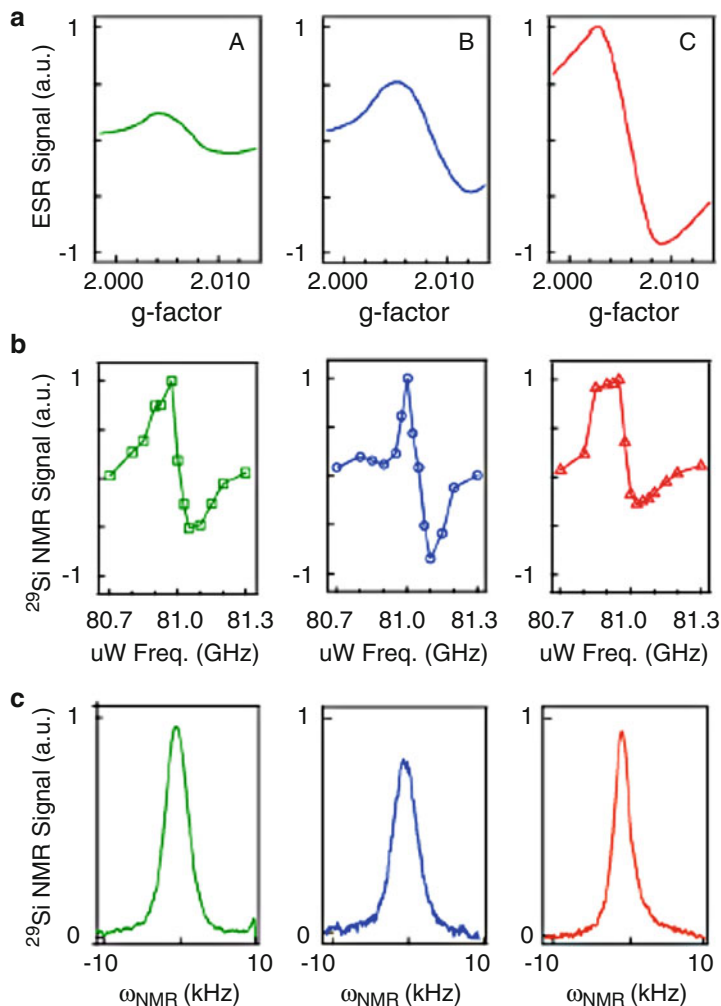 a
A
B
C
ESR Signal (a.u.)
1
-1
2.000 2.010
2.000 2.010
2.000 2.010
g-factor
g-factor
g-factor
b
²⁹Si NMR Signal (a.u.)
1
-1
1
-1
1
-1
80.7 81.0 81.3
80.7 81.0 81.3
80.7 81.0 81.3
uW Freq. (GHz)
uW Freq. (GHz)
uW Freq. (GHz)
c
²⁹Si NMR Signal (a.u.)
1
0
1
0
1
0
-10 10
-10 10
-10 10
ωNMR (kHz)
ωNMR (kHz)
ωNMR (kHz)